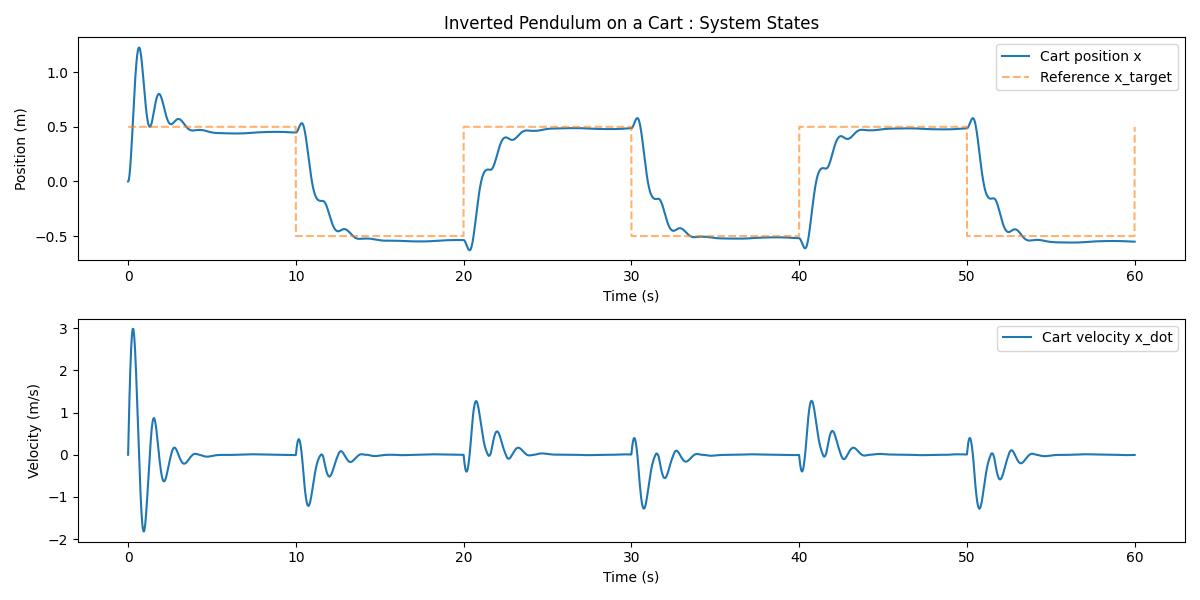 Inverted Pendulum on a Cart : System States
Position (m)
1.0
0.5
0.0
−0.5
Cart position x
Reference x_target
0 10 20 30 40 50 60
Time (s)
Velocity (m/s)
3
2
1
0
−1
−2
Cart velocity x_dot
0 10 20 30 40 50 60
Time (s)